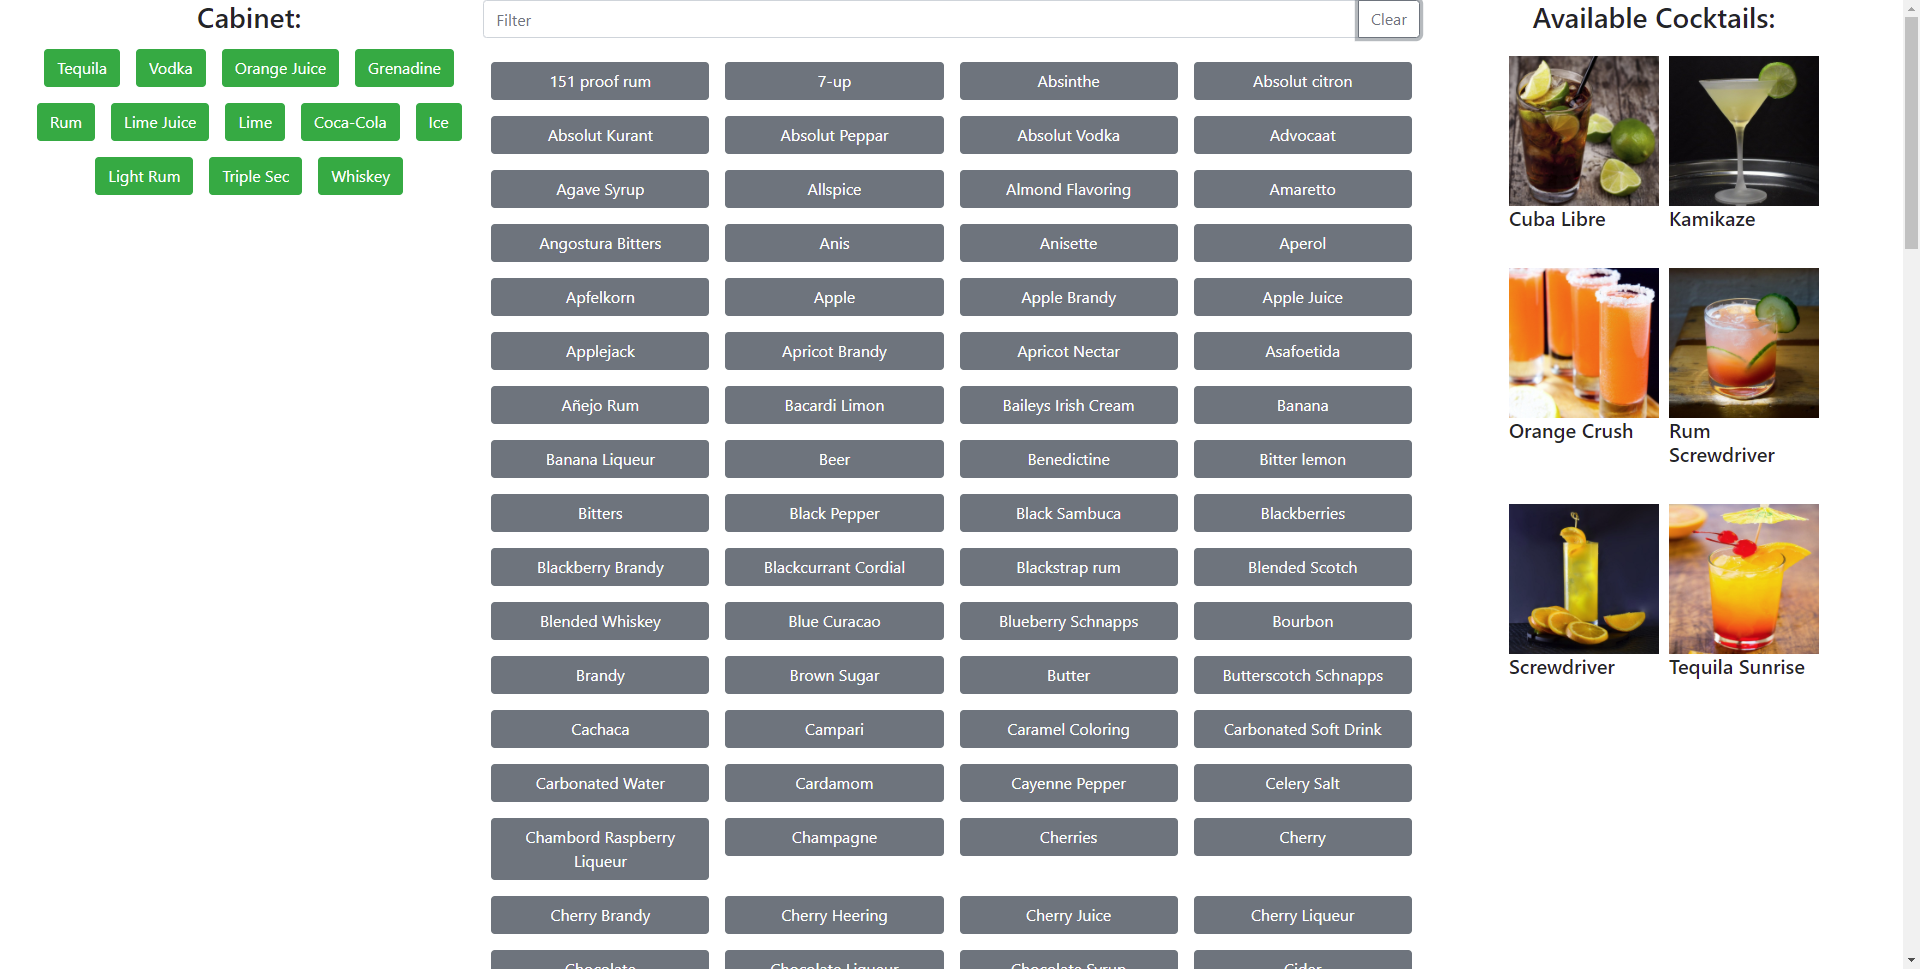 Cabinet:
Tequila
Vodka
Orange Juice
Grenadine
Rum
Lime Juice
Lime
Coca-Cola
Ice
Light Rum
Triple Sec
Whiskey
Filter
Clear
151 proof rum
7-up
Absinthe
Absolut citron
Absolut Kurant
Absolut Peppar
Absolut Vodka
Advocaat
Agave Syrup
Allspice
Almond Flavoring
Amaretto
Angostura Bitters
Anis
Anisette
Aperol
Apfelkorn
Apple
Apple Brandy
Apple Juice
Applejack
Apricot Brandy
Apricot Nectar
Asafoetida
Añejo Rum
Bacardi Limon
Baileys Irish Cream
Banana
Banana Liqueur
Beer
Benedictine
Bitter lemon
Bitters
Black Pepper
Black Sambuca
Blackberries
Blackberry Brandy
Blackcurrant Cordial
Blackstrap rum
Blended Scotch
Blended Whiskey
Blue Curacao
Blueberry Schnapps
Bourbon
Brandy
Brown Sugar
Butter
Butterscotch Schnapps
Cachaca
Campari
Caramel Coloring
Carbonated Soft Drink
Carbonated Water
Cardamom
Cayenne Pepper
Celery Salt
Chambord Raspberry
Liqueur
Champagne
Cherries
Cherry
Cherry Brandy
Cherry Heering
Cherry Juice
Cherry Liqueur
Chocolate
Chocolate Liqueur
Chocolate Syrup
Cider
Available Cocktails:
Cuba Libre
Kamikaze
Orange Crush
Rum
Screwdriver
Screwdriver
Tequila Sunrise